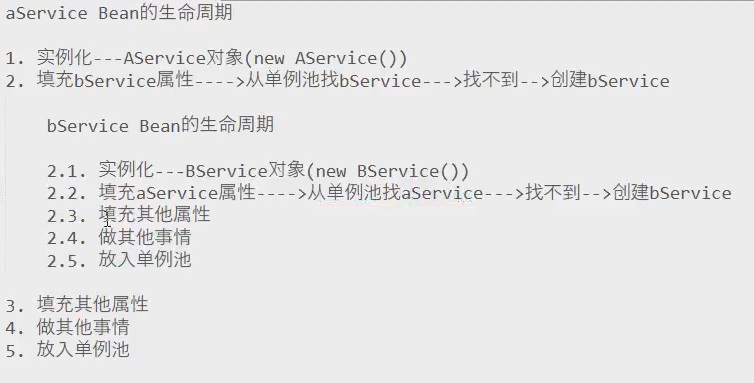 aService Bean的生命周期
1. 实例化---AService对象(new AService())
2. 填充bService属性---->从单例池找bService--->找不到-->创建bService
bService Bean的生命周期
2.1. 实例化---BService对象(new BService())
2.2. 填充aService属性---->从单例池找aService--->找不到-->创建bService
2.3. 填充其他属性
2.4. 做其他事情
2.5. 放入单例池
3. 填充其他属性
4. 做其他事情
5. 放入单例池